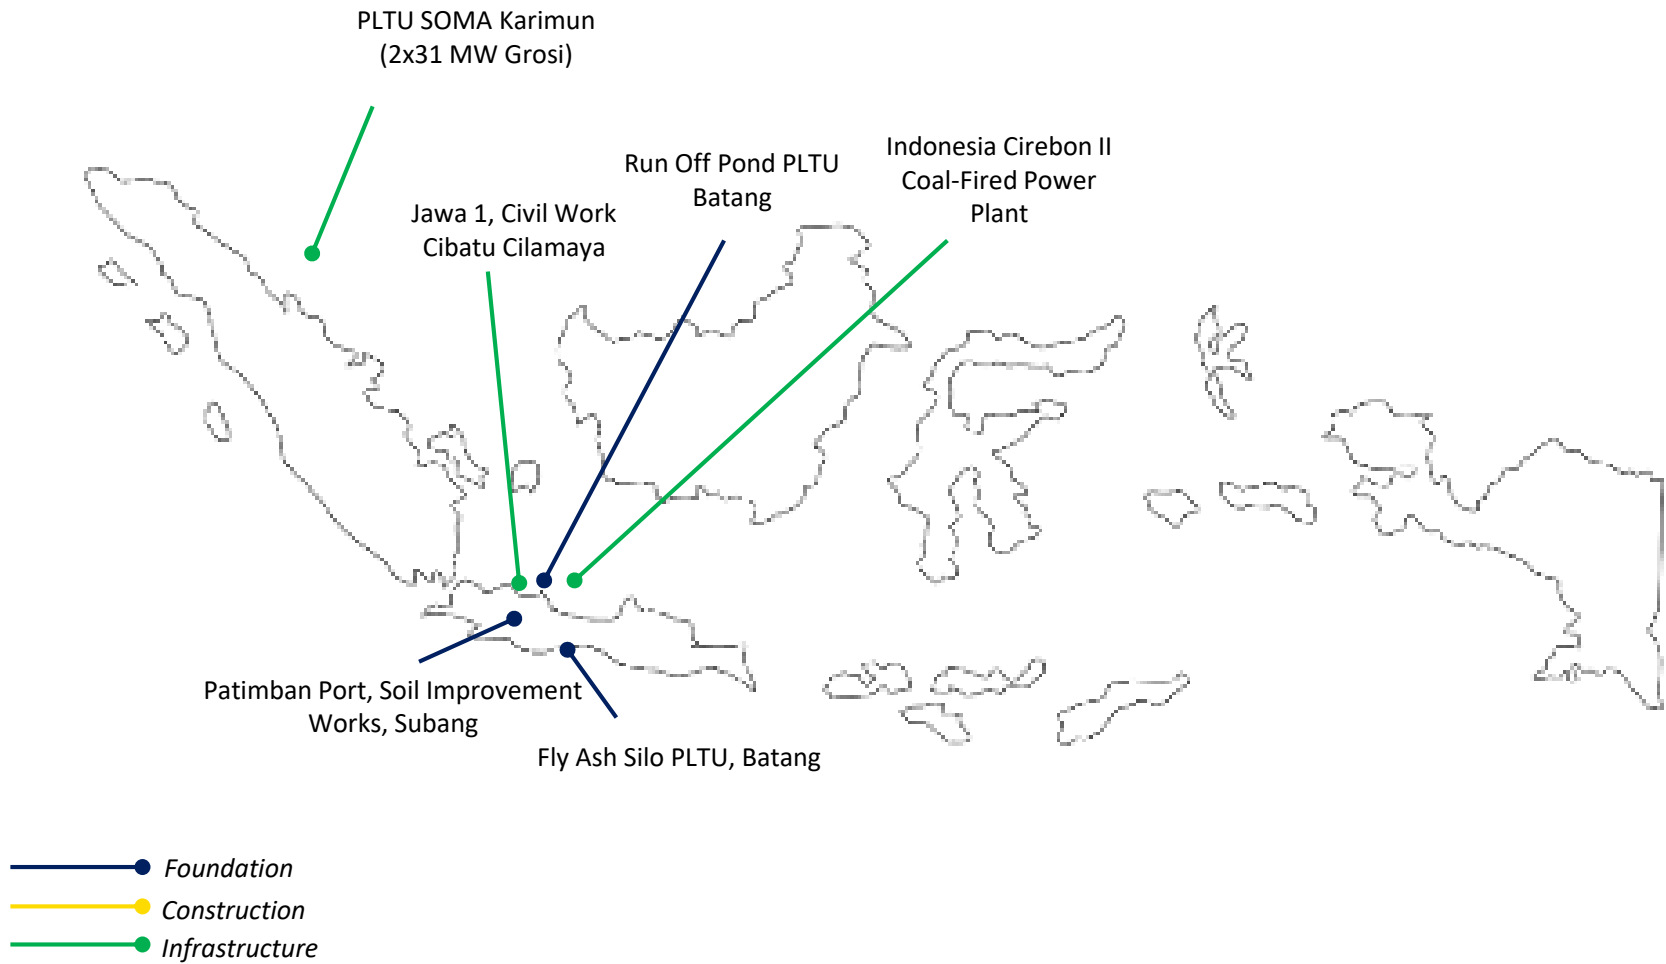 PLTU SOMA Karimun
(2x31 MW Grosi)
Indonesia Cirebon II
Coal-Fired Power
Plant
Run Off Pond PLTU
Batang
Jawa 1, Civil Work
Cibatu Cilamaya
Patimban Port, Soil Improvement
Works, Subang
Fly Ash Silo PLTU, Batang
Foundation
Construction
Infrastructure